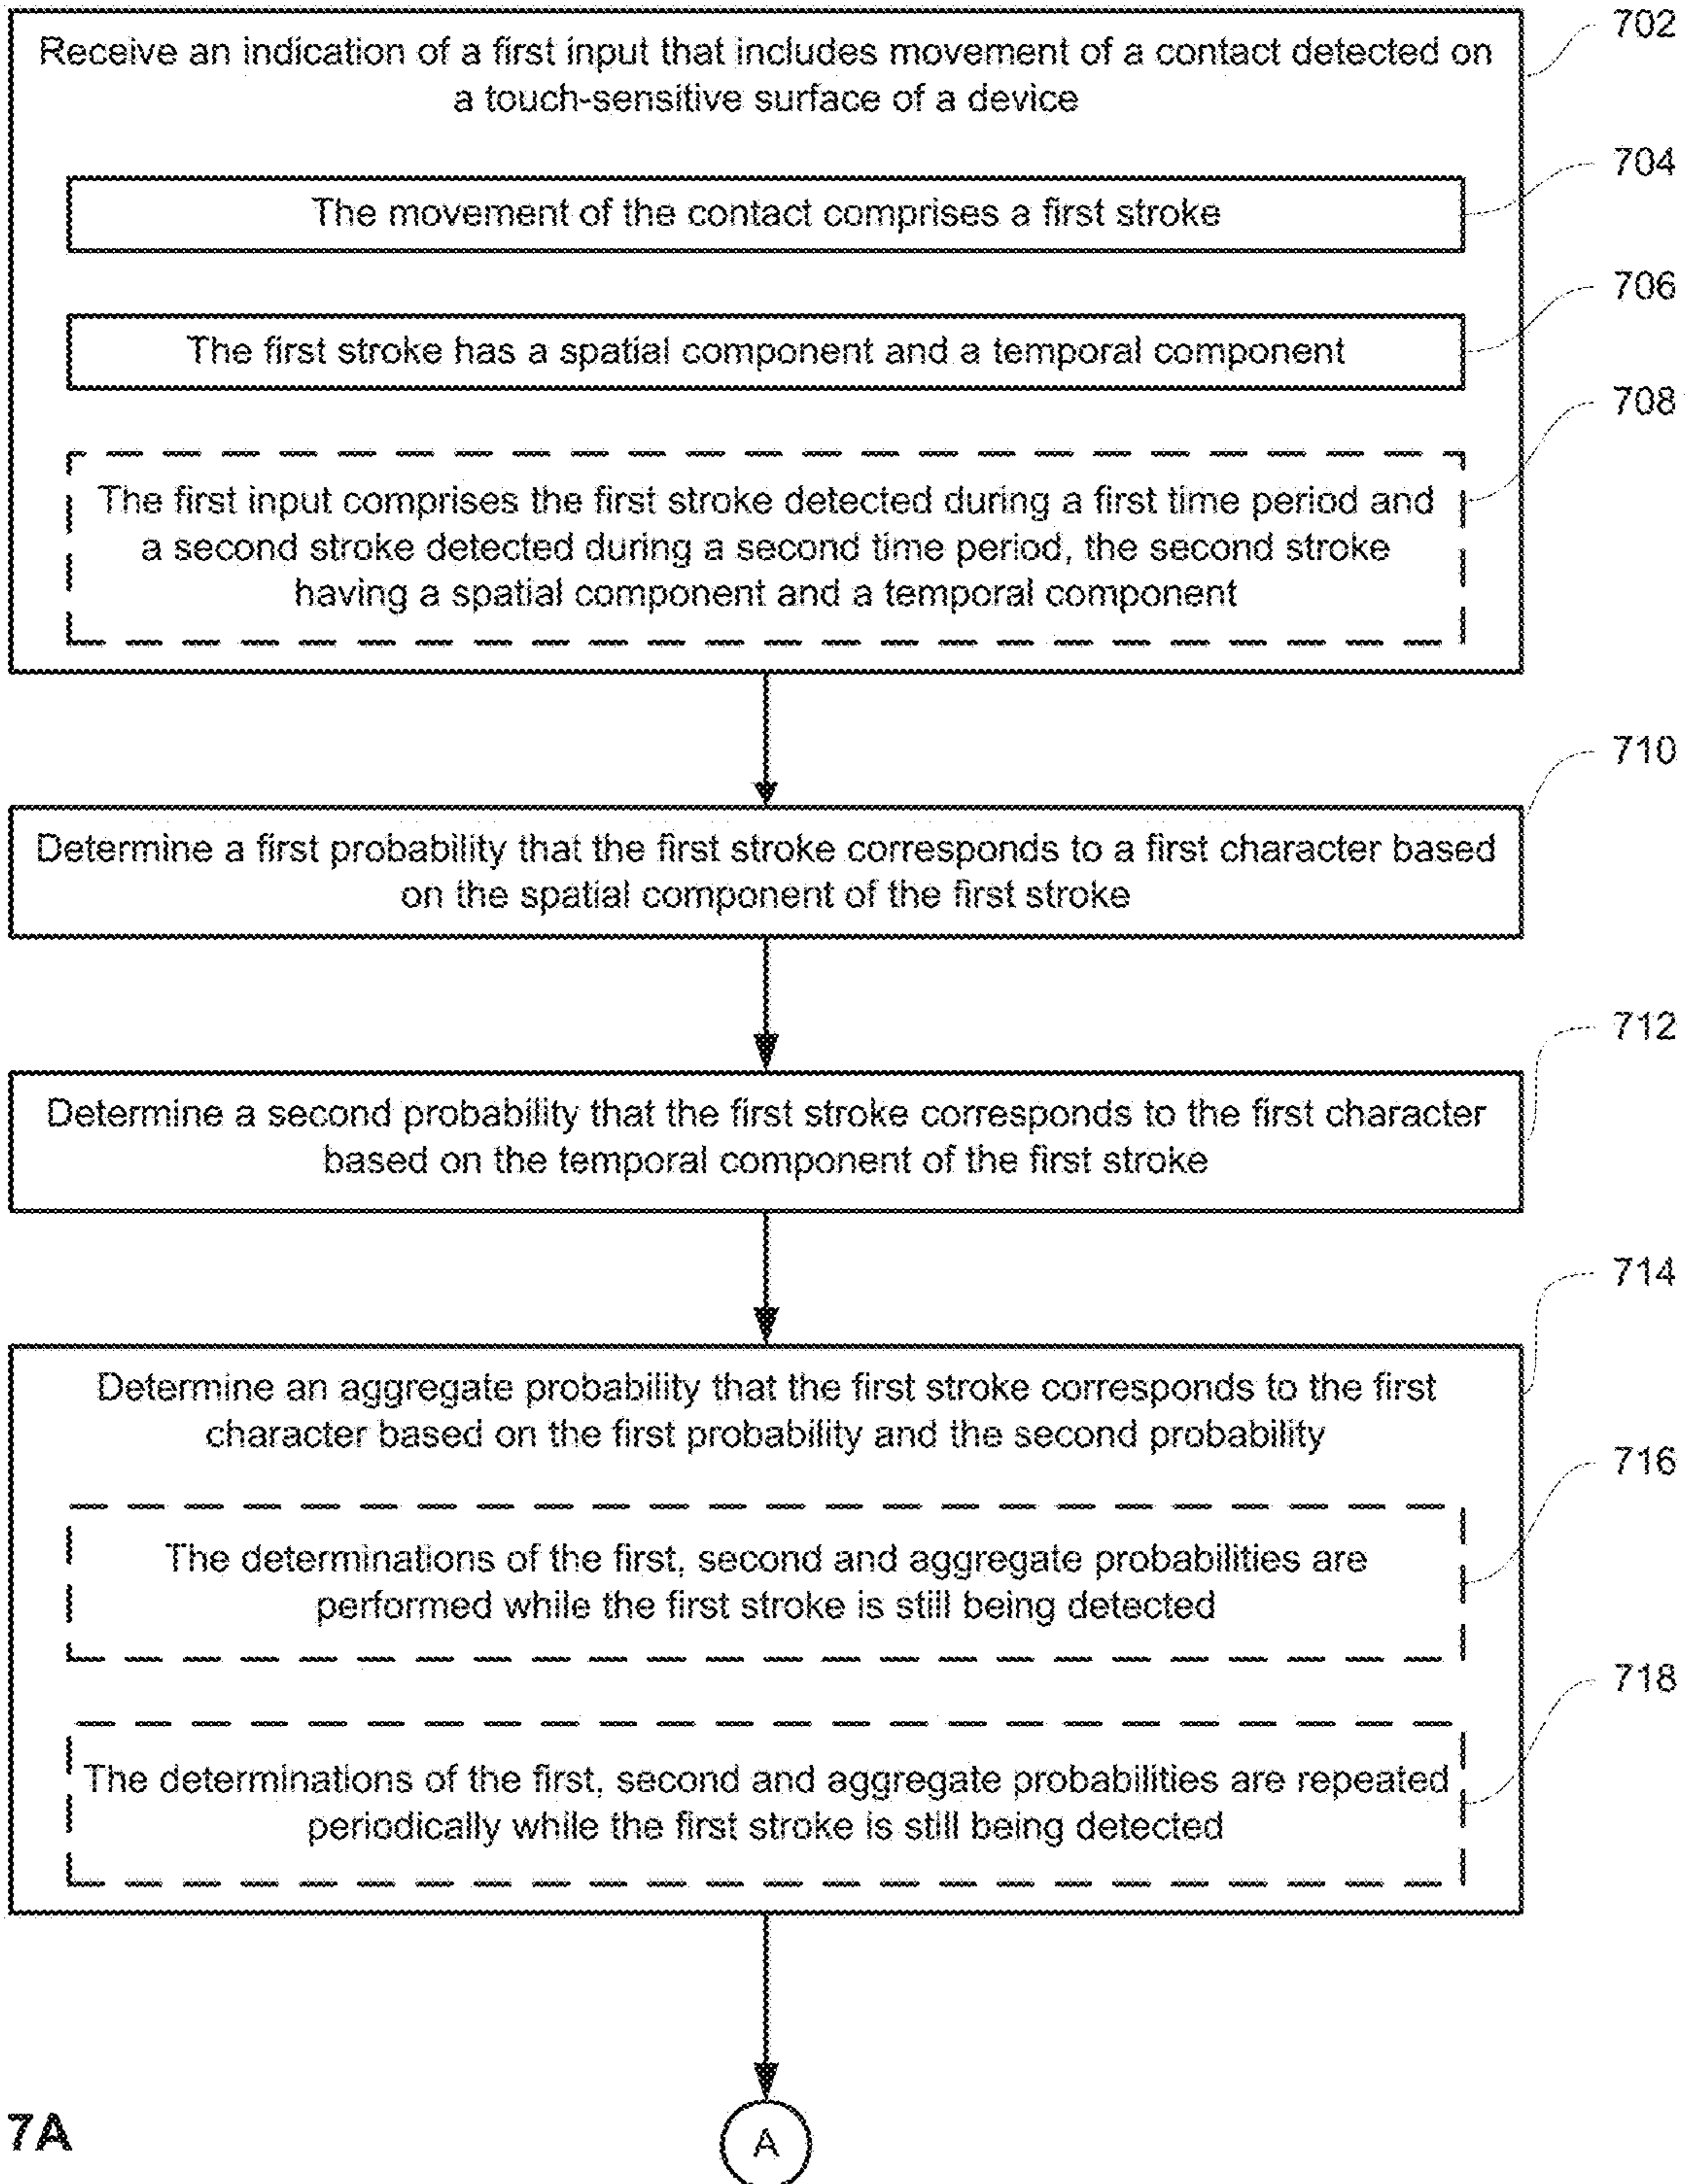 702
Receive an indication of a first input that includes movement of a contact detected on
a touch-sensitive surface of a device
704
The movement of the contact comprises a first stroke
706
The first stroke has a spatial component and a temporal component
708
The first input comprises the first stroke detected during a first time period and
a second stroke detected during a second time period, the second stroke
having a spatial component and a temporal component
710
Determine a first probability that the first stroke corresponds to a first character based
on the spatial component of the first stroke
712
Determine a second probability that the first stroke corresponds to the first character
based on the temporal component of the first stroke
714
Determine an aggregate probability that the first stroke corresponds to the first
character based on the first probability and the second probability
716
The determinations of the first, second and aggregate probabilities are
performed while the first stroke is still being detected
718
The determinations of the first, second and aggregate probabilities are repeated
periodically while the first stroke is still being detected
7A
A